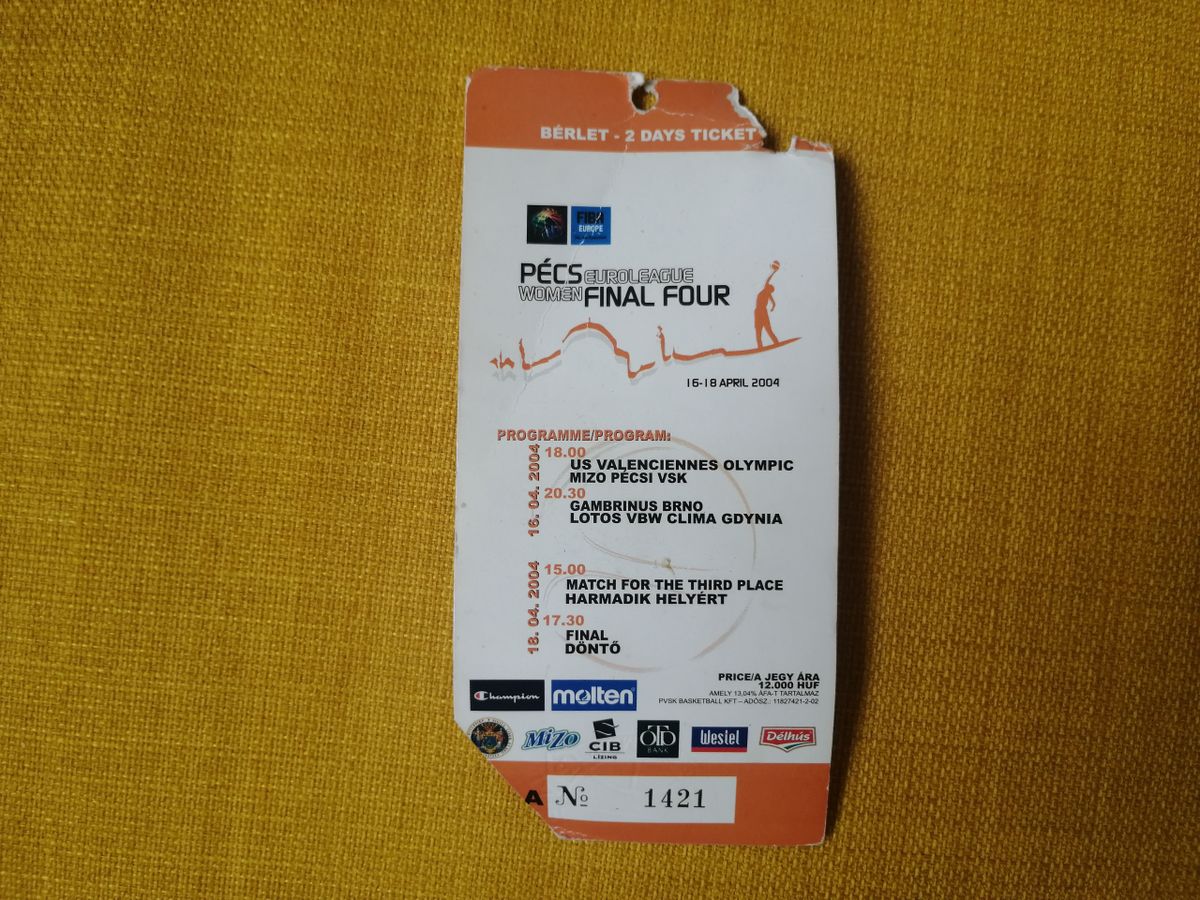 BÉRLET - 2 DAYS TICKET
FIBA
EUROPE
PÉCS EUROLEAGUE
WOMEN FINAL FOUR
16-18 APRIL 2004
PROGRAMME/PROGRAM:
16. 04. 2004
18.00
US VALENCIENNES OLYMPIC
MIZO PÉCSI VSK
20.30
GAMBRINUS BRNO
LOTOS VBW CLIMA GDYNIA
18. 04. 2004
15.00
MATCH FOR THE THIRD PLACE
HARMADIK HELYÉRT
17.30
FINAL
DÖNTŐ
PRICE/A JEGY ÁRA
12.000 HUF
AMELY 13,04% ÁFA-T TARTALMAZ
PVSK BASKETBALL KFT – ADÓSZ.: 11827421-2-02
Champion
molten
MiZo
CIB
LÍZING
OTP
BANK
Westel
Délhús
A № 1421